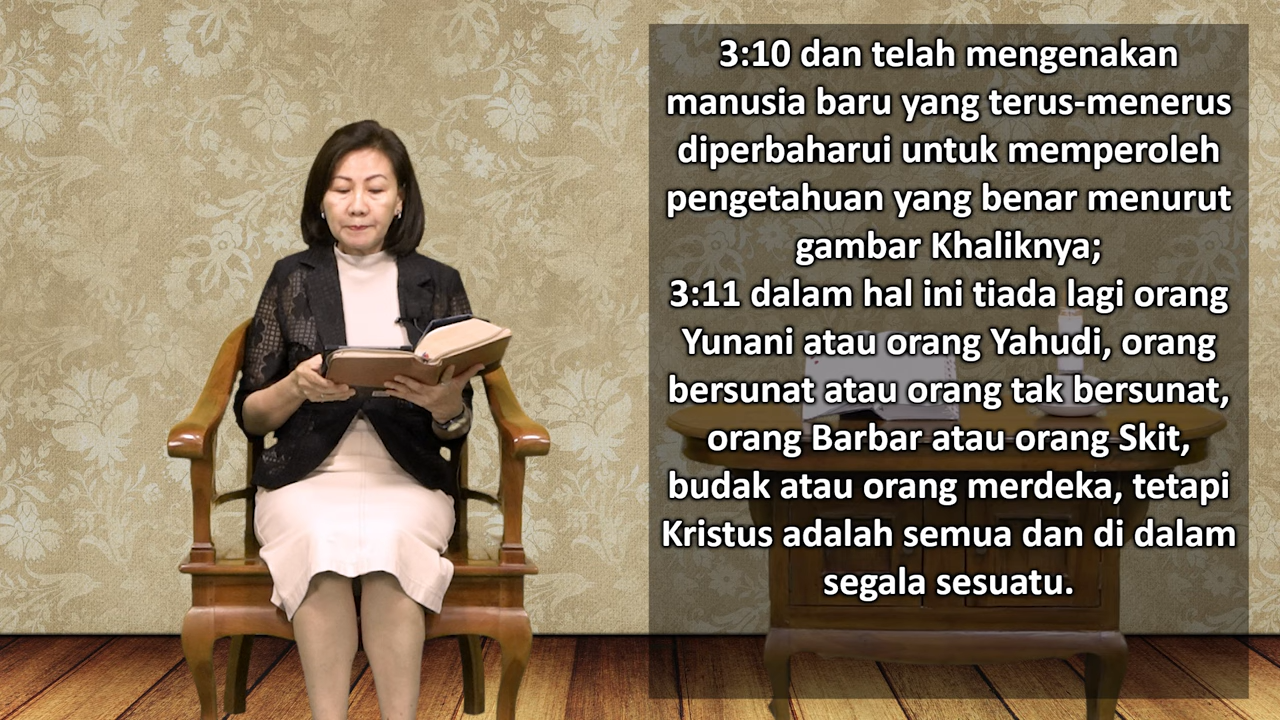 3:10 dan telah mengenakan
manusia baru yang terus-menerus
diperbaharui untuk memperoleh
pengetahuan yang benar menurut
gambar Khaliknya;
3:11 dalam hal ini tiada lagi orang
Yunani atau orang Yahudi, orang
bersunat atau orang tak bersunat,
orang Barbar atau orang Skit,
budak atau orang merdeka, tetapi
Kristus adalah semua dan di dalam
segala sesuatu.